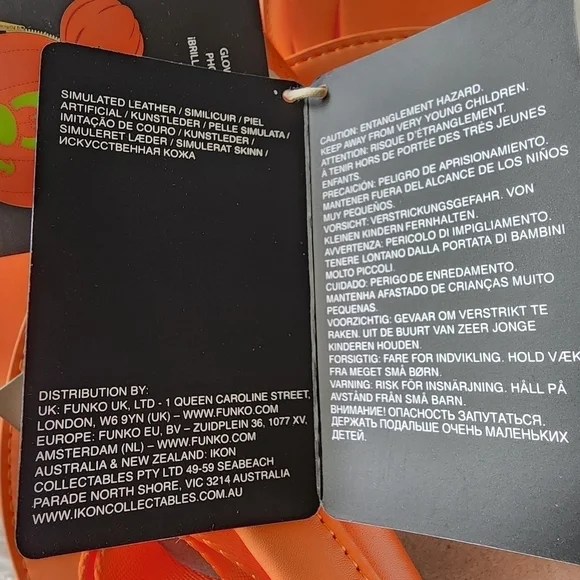 GLOW
PHO
¡BRILL
SIMULATED LEATHER / SIMILICUIR / PIEL
ARTIFICIAL / KUNSTLEDER / PELLE SIMULATA /
IMITAÇÃO DE COURO / KUNSTLEDER /
SIMULERET LÆDER / SIMULERAT SKINN /
ИСКУССТВЕННАЯ КОЖА
DISTRIBUTION BY:
UK: FUNKO UK, LTD - 1 QUEEN CAROLINE STREET,
LONDON, W6 9YN (UK) – WWW.FUNKO.COM
EUROPE: FUNKO EU, BV – ZUIDPLEIN 36, 1077 XV,
AMSTERDAM (NL) – WWW.FUNKO.COM
AUSTRALIA & NEW ZEALAND: IKON
COLLECTABLES PTY LTD 49-59 SEABEACH
PARADE NORTH SHORE, VIC 3214 AUSTRALIA
WWW.IKONCOLLECTABLES.COM.AU
CAUTION: ENTANGLEMENT HAZARD.
KEEP AWAY FROM VERY YOUNG CHILDREN.
ATTENTION: RISQUE D'ÉTRANGLEMENT.
À TENIR HORS DE PORTÉE DES TRÉS JEUNES
ENFANTS.
PRECAICIÓN: PELIGRO DE APRISIONAMIENTO.
MANTENER FUERA DEL ALCANCE DE LOS NIÑOS
MUY PEQUEÑOS.
VORSICHT: VERSTRICKUNGSGEFAHR. VON
KLEINEN KINDERN FERNHALTEN.
AVVERTENZA: PERICOLO DI IMPIGLIAMENTO.
TENERE LONTANO DALLA PORTATA DI BAMBINI
MOLTO PICCOLI.
CUIDADO: PERIGO DE ENREDAMENTO.
MANTENHA AFASTADO DE CRIANÇAS MUITO
PEQUENAS.
VOORZICHTIG: GEVAAR OM VERSTRIKT TE
RAKEN. UIT DE BUURT VAN ZEER JONGE
KINDEREN HOUDEN.
FORSIGTIG: FARE FOR INDVIKLING. HOLD VÆK
FRA MEGET SMÅ BØRN.
VARNING: RISK FÖR INSNÄRJNING. HÅLL PÅ
AVSTÅND FRÅN SMÅ BARN.
ВНИМАНИЕ! ОПАСНОСТЬ ЗАПУТАТЬСЯ.
ДЕРЖАТЬ ПОДАЛЬШЕ ОЧЕНЬ МАЛЕНЬКИХ
ДЕТЕЙ.